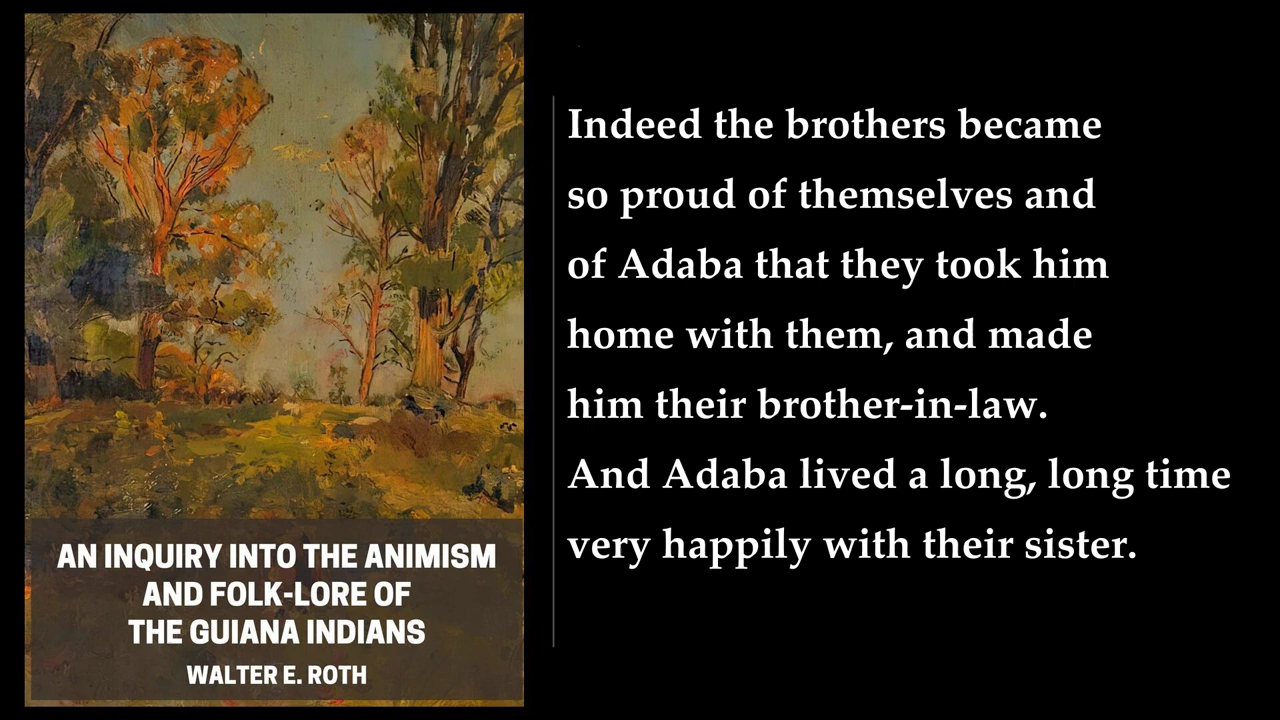 Indeed the brothers became
so proud of themselves and
of Adaba that they took him
home with them, and made
him their brother-in-law.
And Adaba lived a long, long time
very happily with their sister.
AN INQUIRY INTO THE ANIMISM
AND FOLK-LORE OF
THE GUIANA INDIANS
WALTER E. ROTH